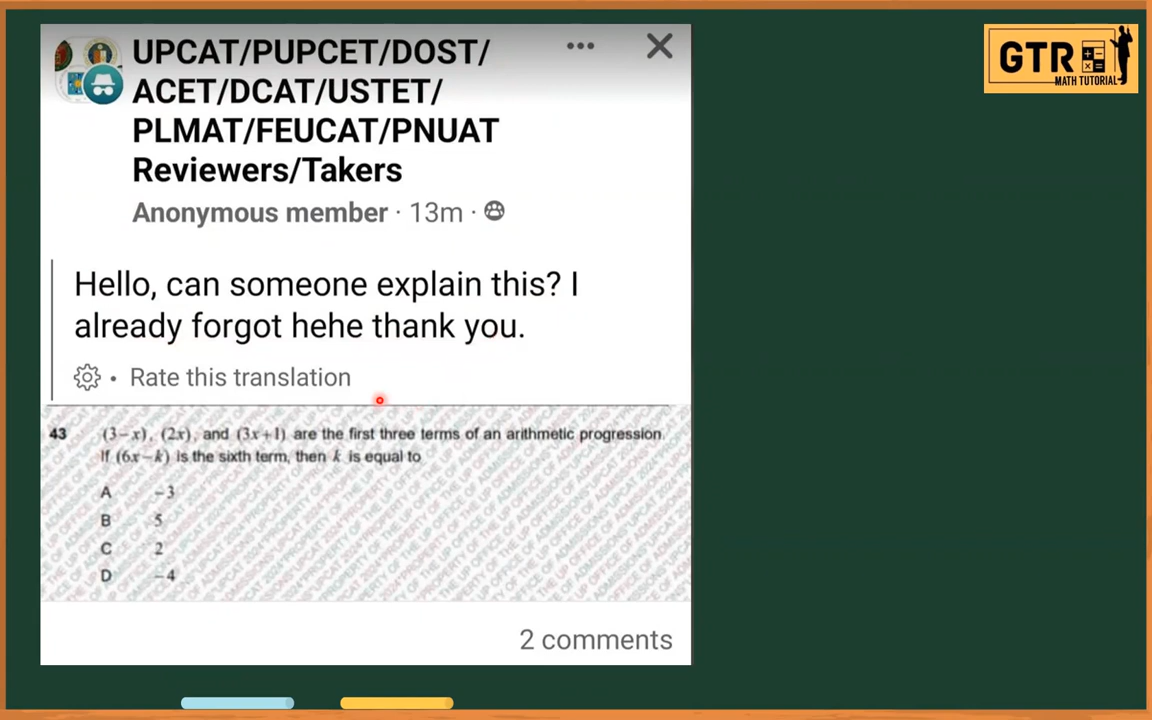 UPCAT/PUPCET/DOST/
ACET/DCAT/USTET/
PLMAT/FEUCAT/PNUAT
Reviewers/Takers
Anonymous member · 13m ·
GTR
MATH TUTORIAL
Hello, can someone explain this? I
already forgot hehe thank you.
• Rate this translation
43 (3−x), (2x), and (3x+1) are the first three terms of an arithmetic progression.
If (6x−k) is the sixth term, then k is equal to
A −3
B 5
C 2
D −4
2 comments